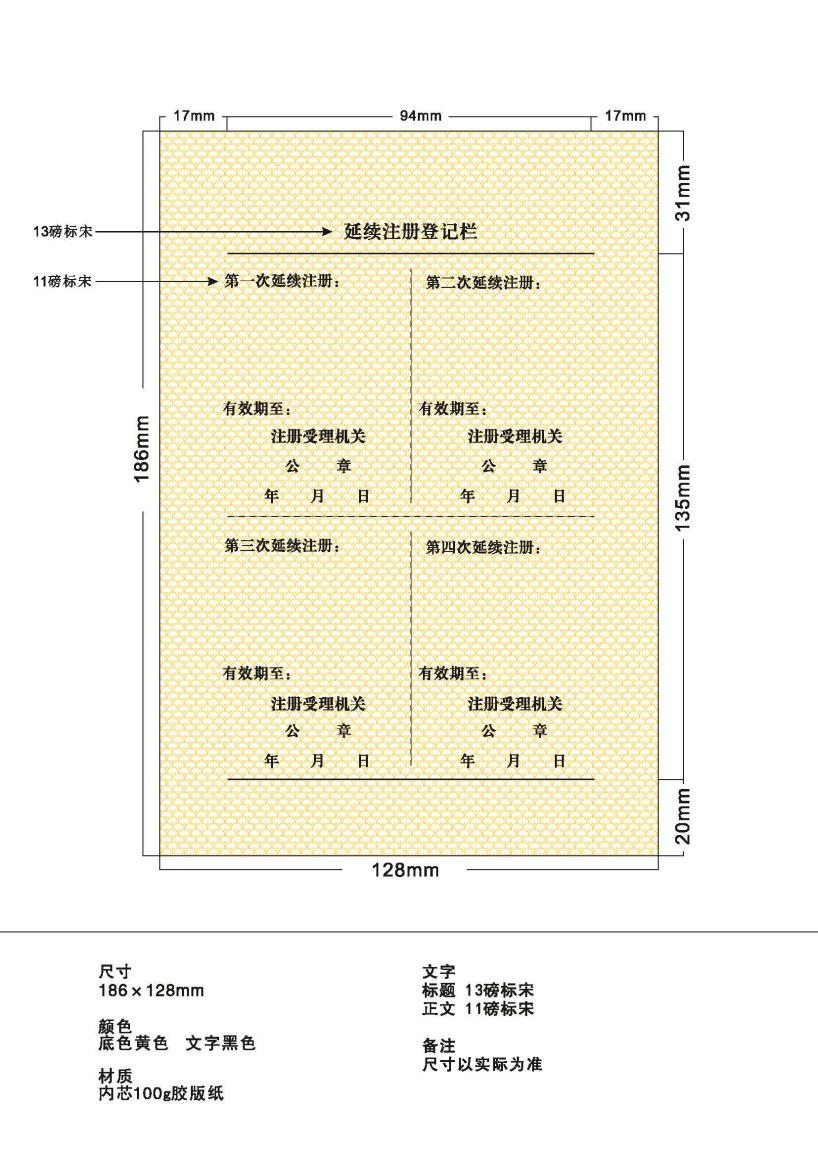 17mm 94mm 17mm
31mm
13磅标宋 延续注册登记栏
11磅标宋 第一次延续注册： 第二次延续注册：
186mm
135mm
有效期至： 有效期至：
注册受理机关 注册受理机关
公 章 公 章
年 月 日 年 月 日
第三次延续注册： 第四次延续注册：
有效期至： 有效期至：
注册受理机关 注册受理机关
公 章 公 章
年 月 日 年 月 日
20mm
128mm
尺寸
186×128mm
颜色
底色黄色 文字黑色
材质
内芯100g胶版纸
文字
标题 13磅标宋
正文 11磅标宋
备注
尺寸以实际为准